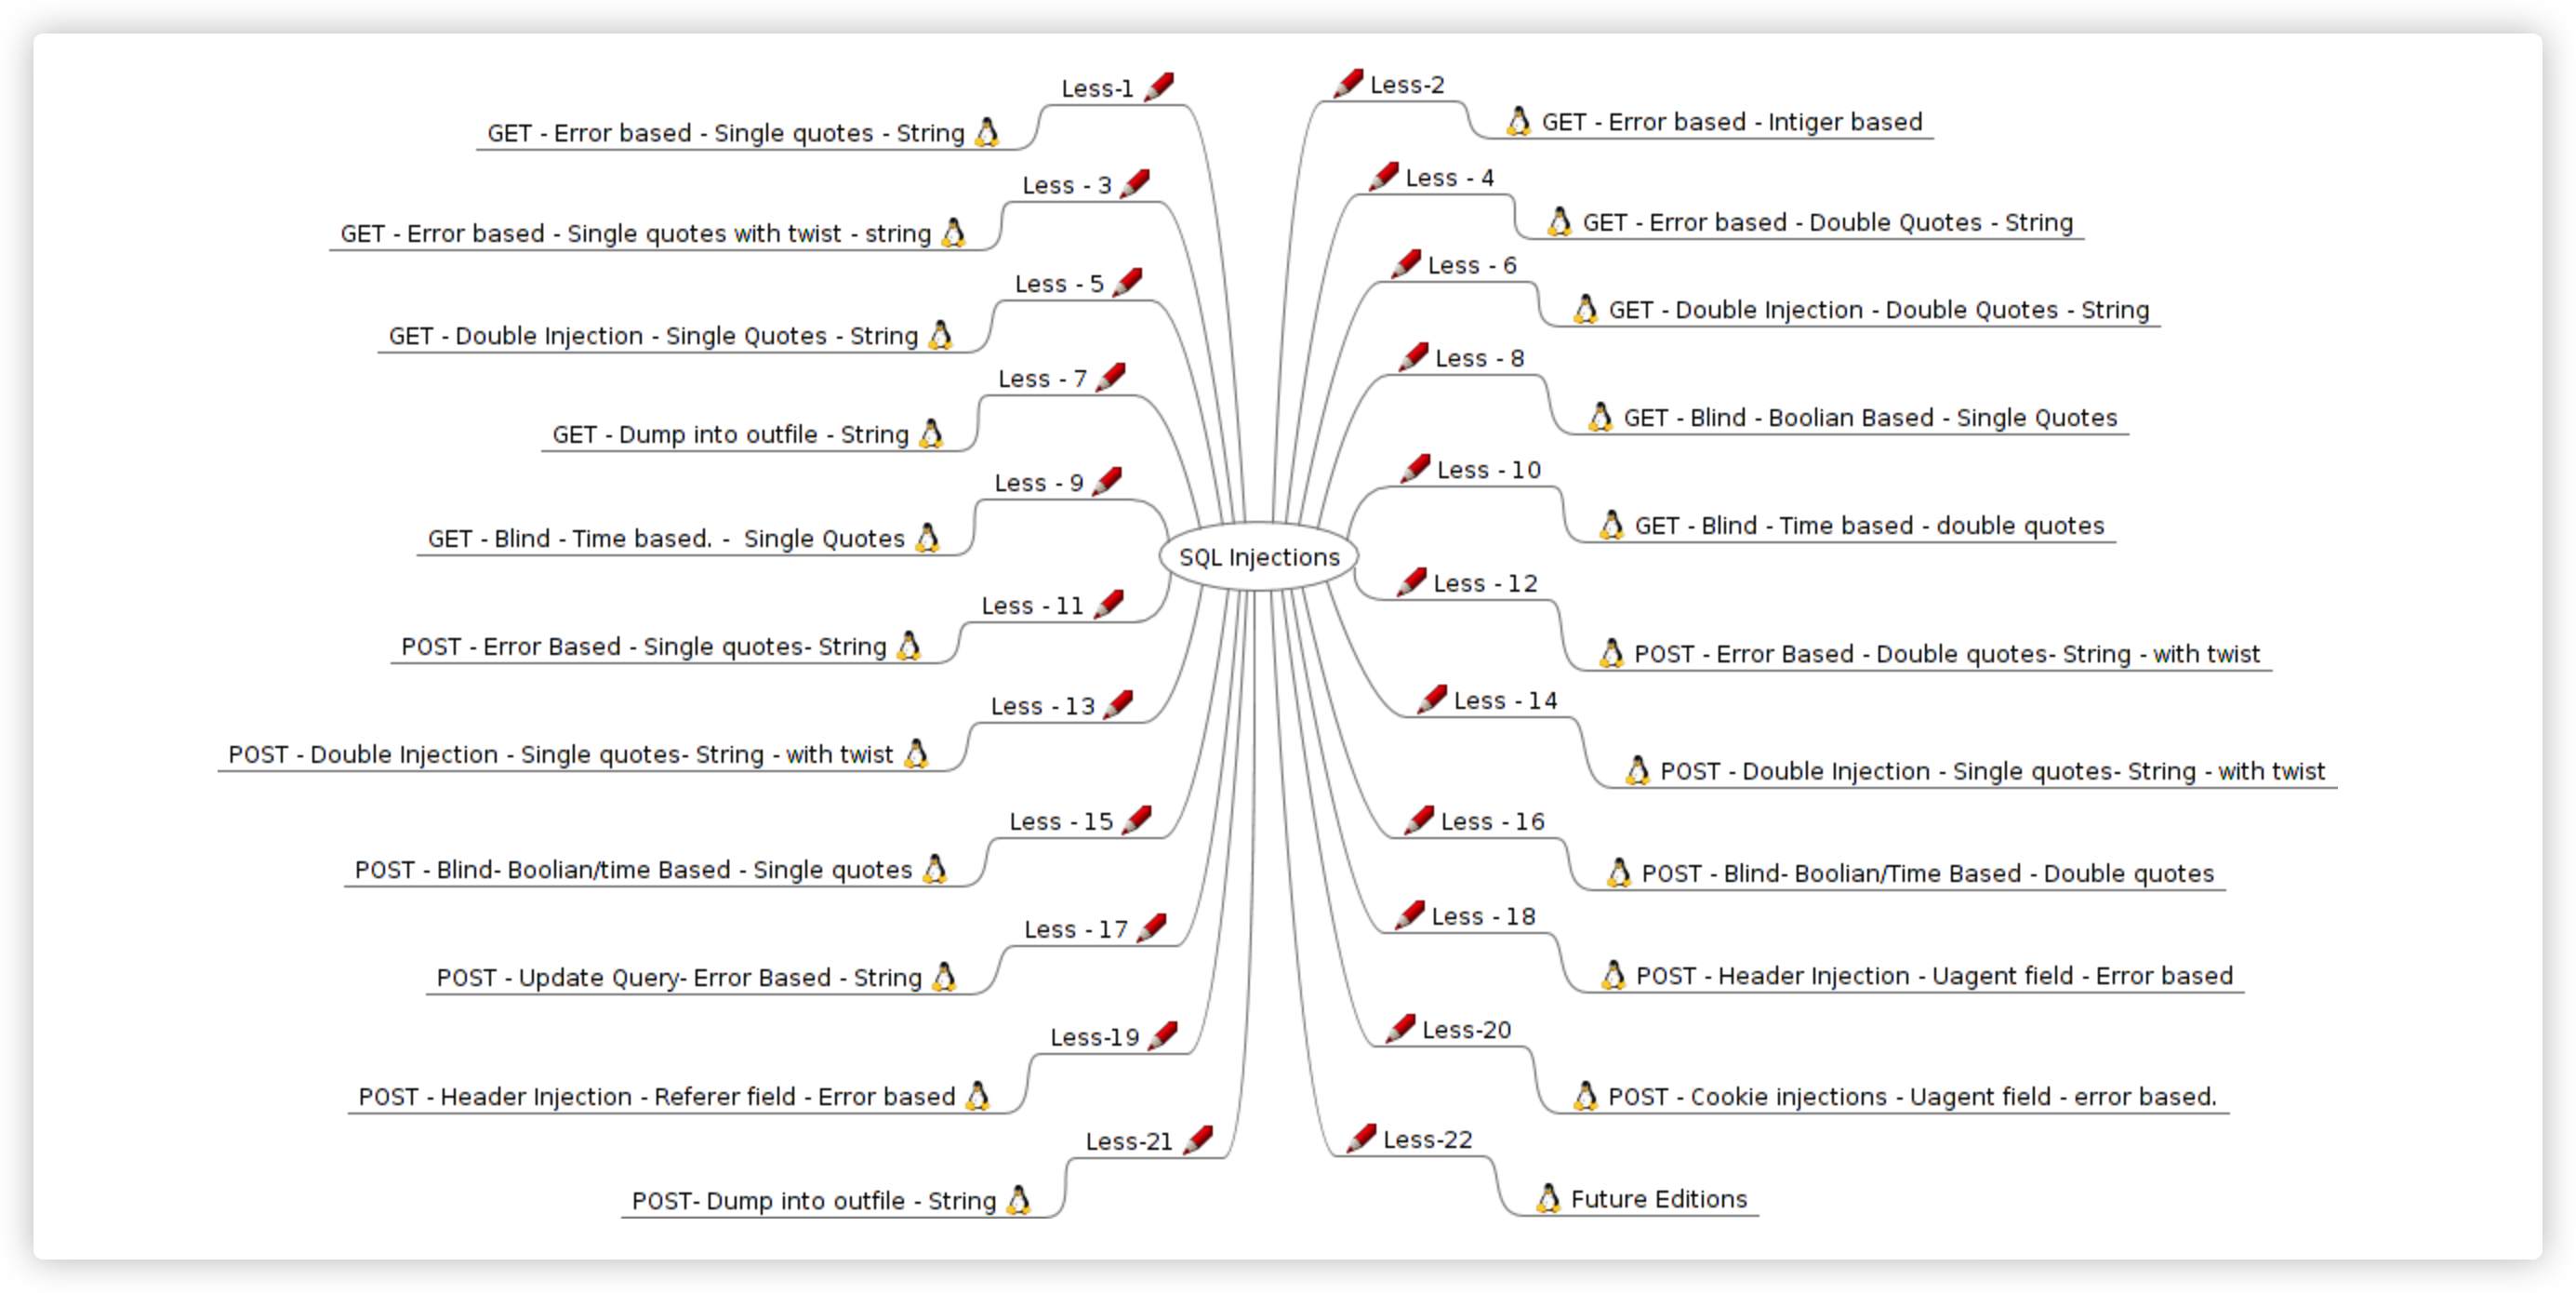 Less-1
GET - Error based - Single quotes - String
Less - 3
GET - Error based - Single quotes with twist - string
Less - 5
GET - Double Injection - Single Quotes - String
Less - 7
GET - Dump into outfile - String
Less - 9
GET - Blind - Time based. -  Single Quotes
Less - 11
POST - Error Based - Single quotes- String
Less - 13
POST - Double Injection - Single quotes- String - with twist
Less - 15
POST - Blind- Boolian/time Based - Single quotes
Less - 17
POST - Update Query- Error Based - String
Less-19
POST - Header Injection - Referer field - Error based
Less-21
POST- Dump into outfile - String
SQL Injections
Less-2
GET - Error based - Intiger based
Less - 4
GET - Error based - Double Quotes - String
Less - 6
GET - Double Injection - Double Quotes - String
Less - 8
GET - Blind - Boolian Based - Single Quotes
Less - 10
GET - Blind - Time based - double quotes
Less - 12
POST - Error Based - Double quotes- String - with twist
Less - 14
POST - Double Injection - Single quotes- String - with twist
Less - 16
POST - Blind- Boolian/Time Based - Double quotes
Less - 18
POST - Header Injection - Uagent field - Error based
Less-20
POST - Cookie injections - Uagent field - error based.
Less-22
Future Editions